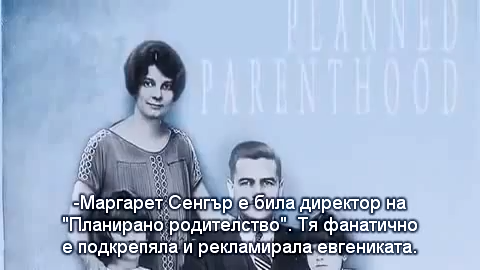 PLANNED
PARENTHOOD
-Маргарет Сенгър е била директор на
"Планирано родителство". Тя фанатично
е подкрепяла и рекламирала евгениката.